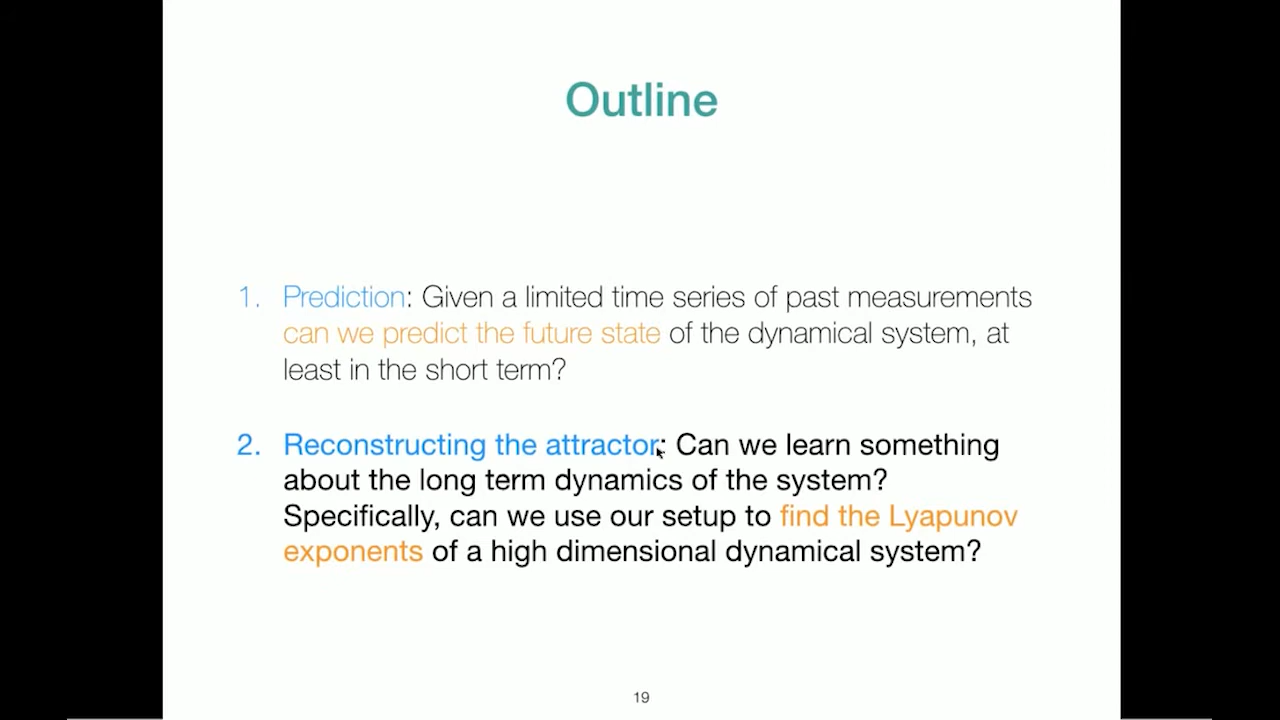 Outline
1. Prediction: Given a limited time series of past measurements
can we predict the future state of the dynamical system, at
least in the short term?
2. Reconstructing the attractor: Can we learn something
about the long term dynamics of the system?
Specifically, can we use our setup to find the Lyapunov
exponents of a high dimensional dynamical system?
19